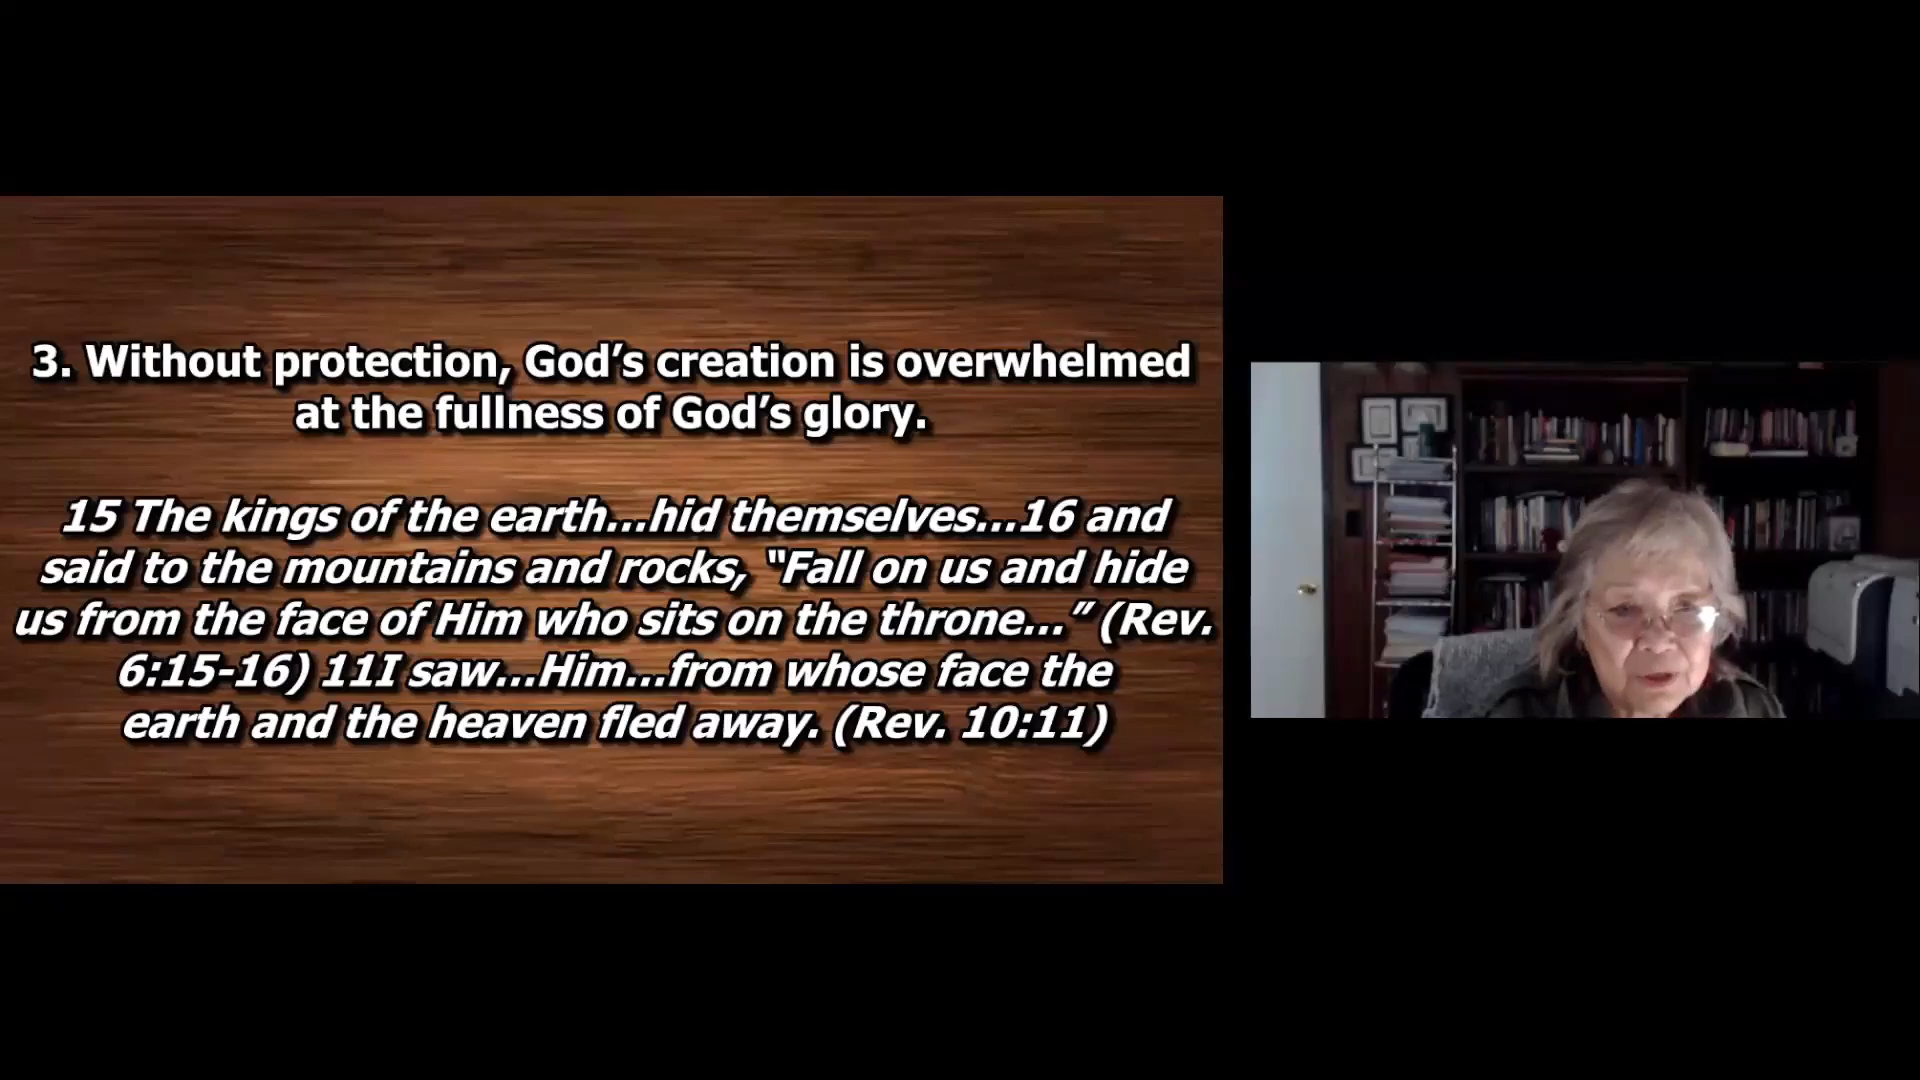 3. Without protection, God’s creation is overwhelmed
at the fullness of God’s glory.
15 The kings of the earth...hid themselves...16 and
said to the mountains and rocks, “Fall on us and hide
us from the face of Him who sits on the throne...” (Rev.
6:15-16) 11I saw...Him...from whose face the
earth and the heaven fled away. (Rev. 10:11)